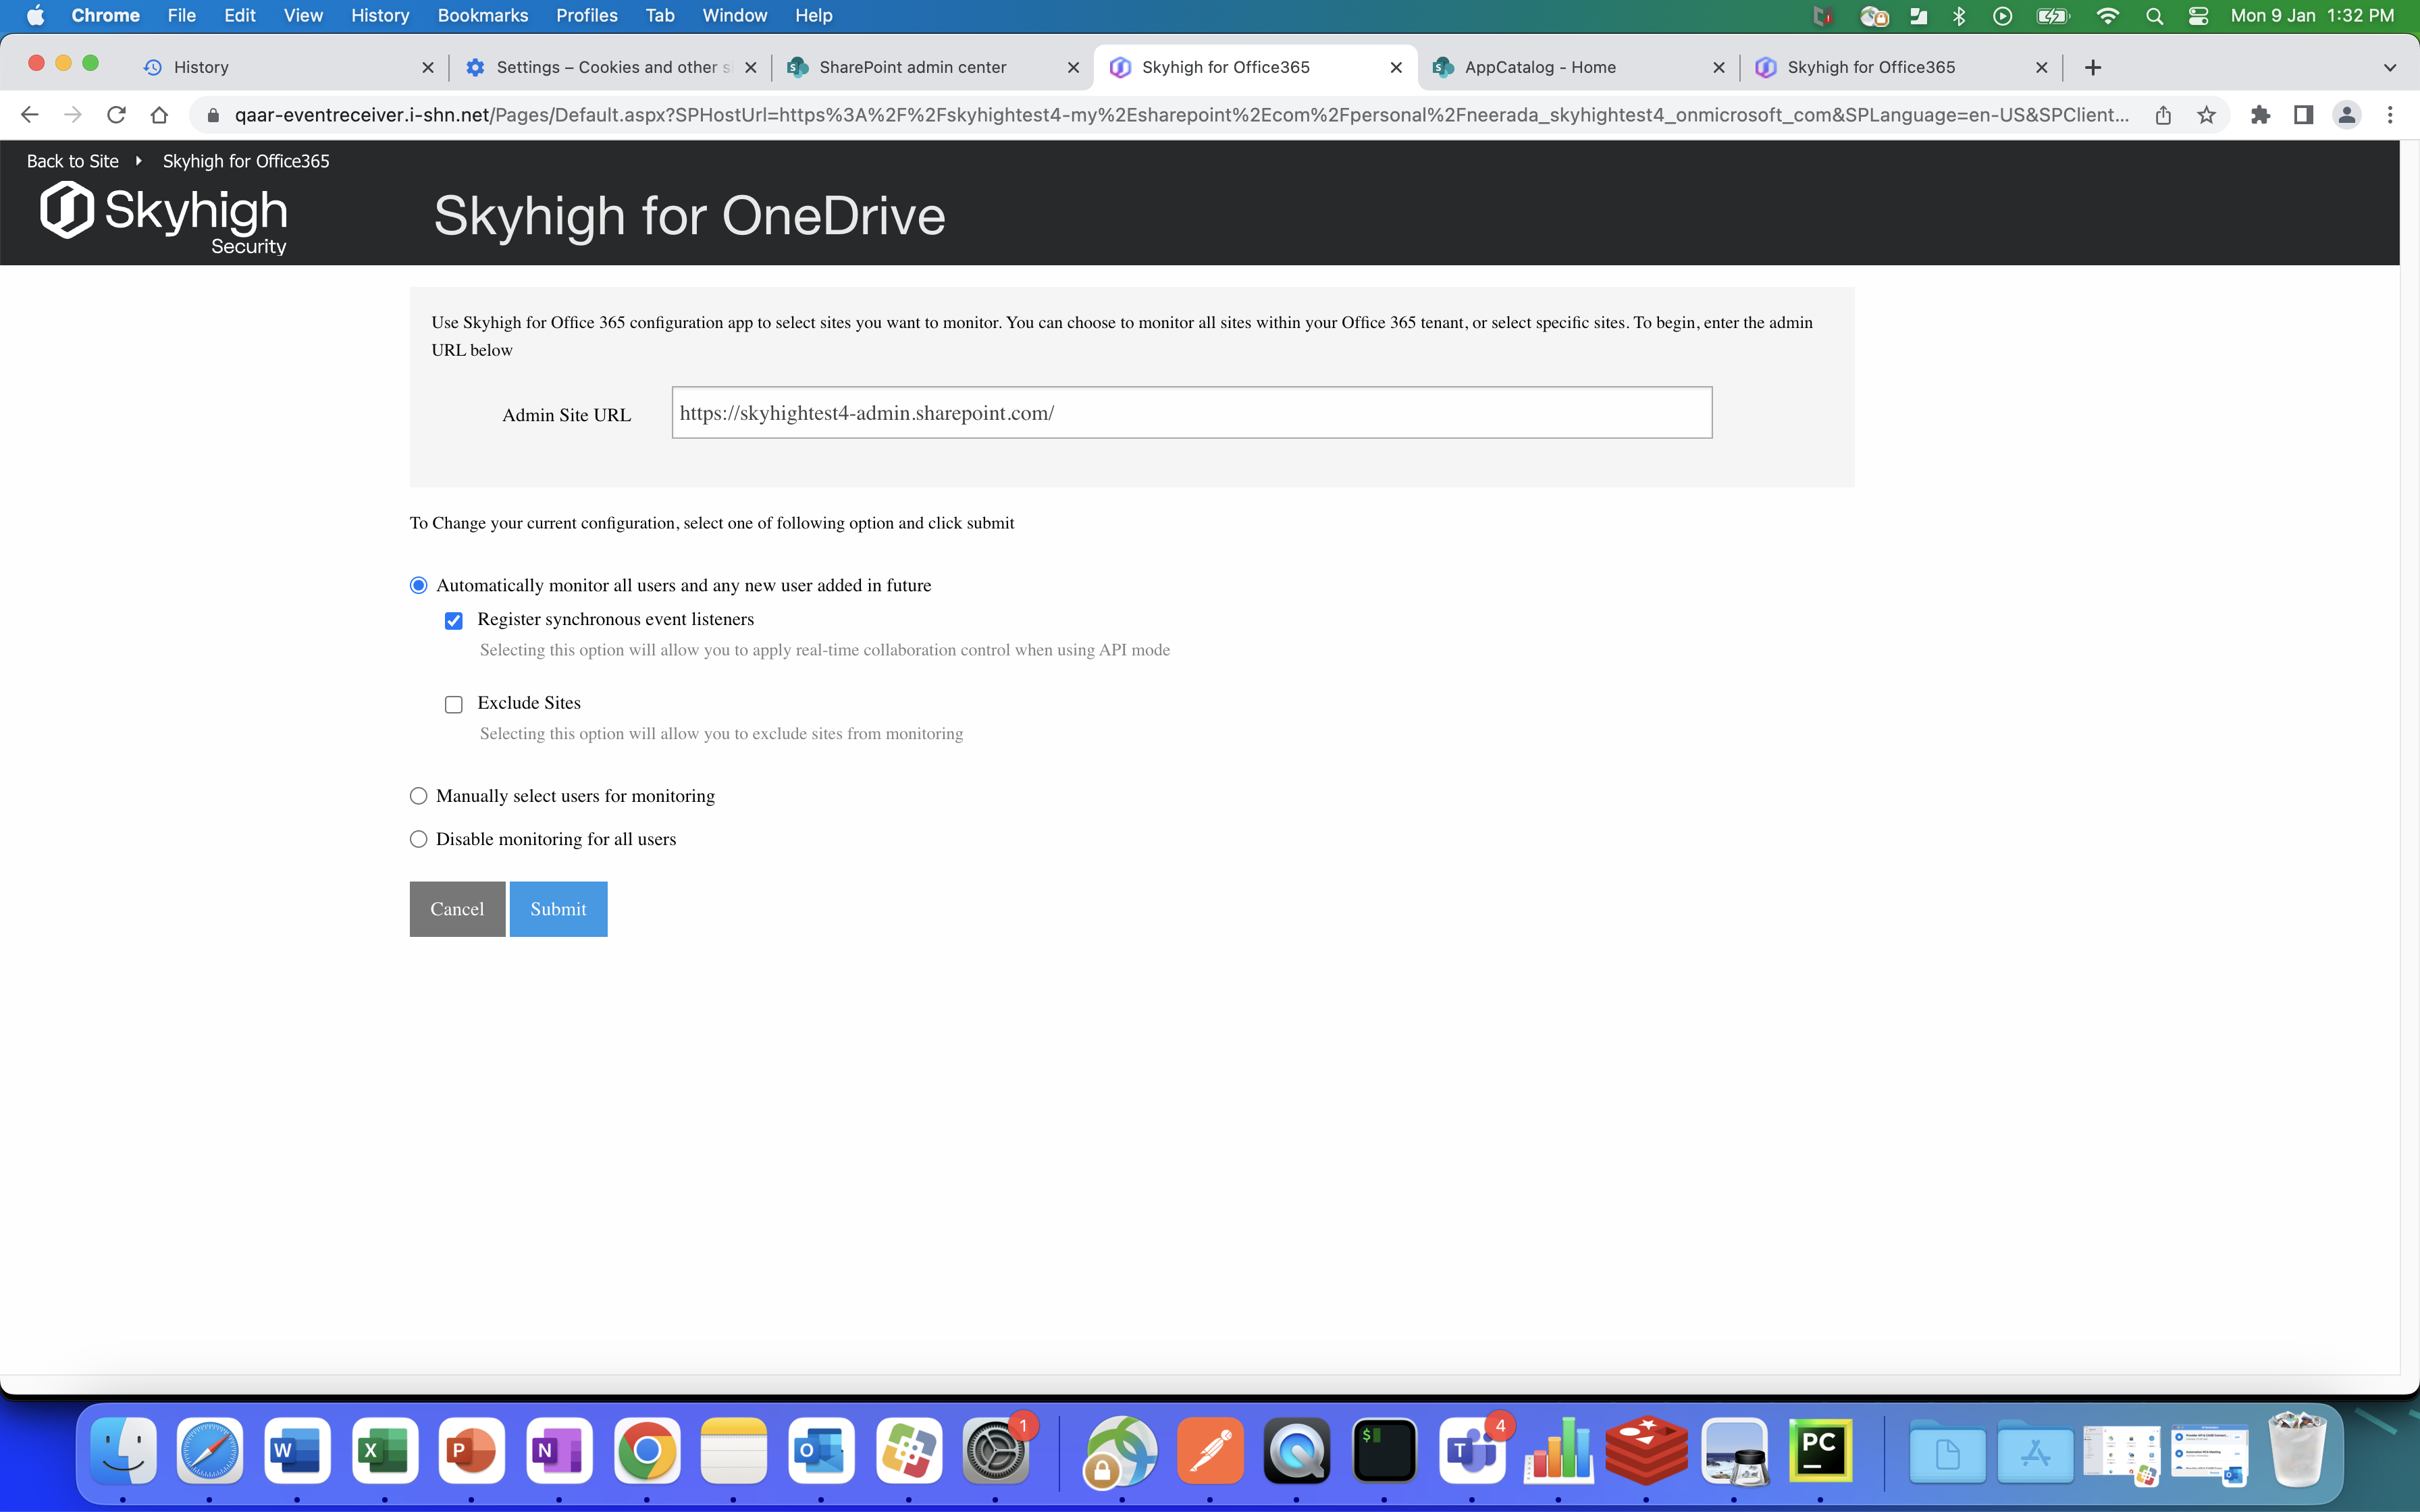 Chrome File Edit View History Bookmarks Profiles Tab Window Help Mon 9 Jan 1:32 PM
History Settings – Cookies and other s SharePoint admin center Skyhigh for Office365 AppCatalog - Home Skyhigh for Office365
qaar-eventreceiver.i-shn.net/Pages/Default.aspx?SPHostUrl=https%3A%2F%2Fskyhightest4-my%2Esharepoint%2Ecom%2Fpersonal%2Fneerada_skyhightest4_onmicrosoft_com&SPLanguage=en-US&SPClient...
Back to Site Skyhigh for Office365
Skyhigh
Security
Skyhigh for OneDrive
Use Skyhigh for Office 365 configuration app to select sites you want to monitor. You can choose to monitor all sites within your Office 365 tenant, or select specific sites. To begin, enter the admin
URL below
Admin Site URL https://skyhightest4-admin.sharepoint.com/
To Change your current configuration, select one of following option and click submit
Automatically monitor all users and any new user added in future
Register synchronous event listeners
Selecting this option will allow you to apply real-time collaboration control when using API mode
Exclude Sites
Selecting this option will allow you to exclude sites from monitoring
Manually select users for monitoring
Disable monitoring for all users
Cancel Submit
W X P N O 1 $ T 4 PC